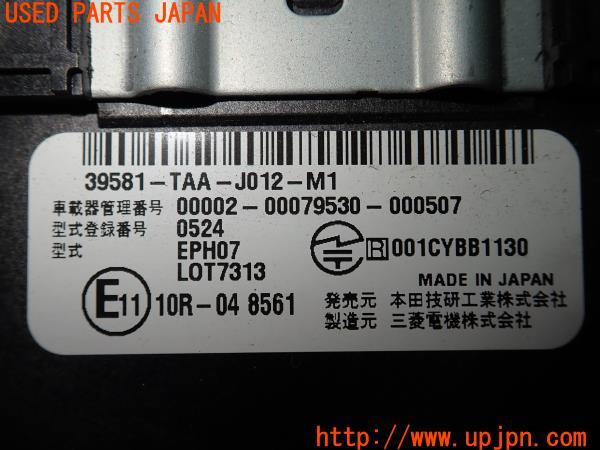 USED PARTS JAPAN
39581-TAA-J012-M1
車載器管理番号 00002-00079530-000507
型式登録番号 0524
型式 EPH07
LOT7313
R 001CYBB1130
MADE IN JAPAN
E11 10R-04 8561
発売元 本田技研工業株式会社
製造元 三菱電機株式会社
USED PARTS JAPAN
http://www.upjpn.com